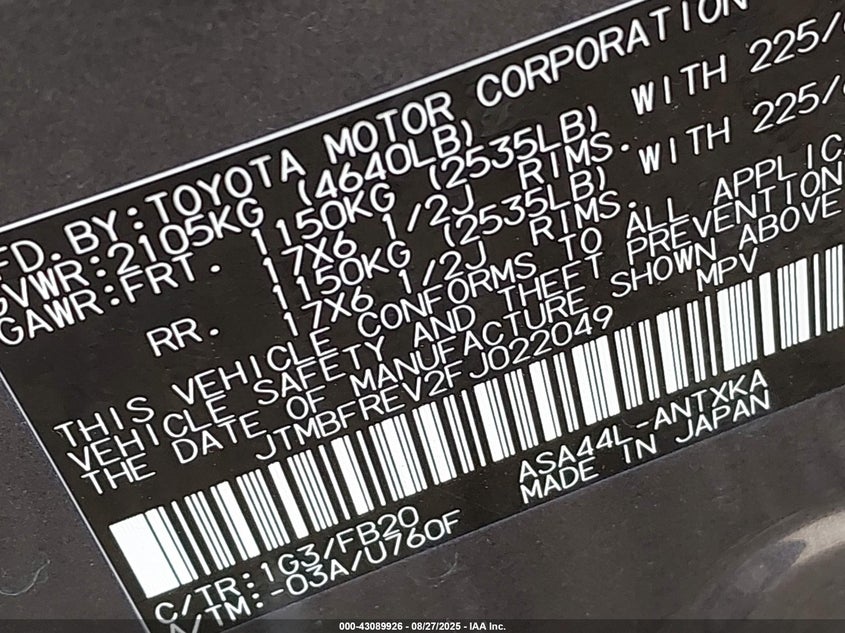 MFD. BY: TOYOTA MOTOR CORPORATION
GVWR: 2105KG (4640LB)
GAWR: FRT. 1150KG (2535LB) WITH 225/
17X6 1/2J RIMS.
RR. 1150KG (2535LB) WITH 225/
17X6 1/2J RIMS.
THIS VEHICLE CONFORMS TO ALL APPLIC
VEHICLE SAFETY AND THEFT PREVENTION
THE DATE OF MANUFACTURE SHOWN ABOVE
JTMBFREV2FJ022049 MPV
ASA44L-ANTXKA
MADE IN JAPAN
C/TR: 1G3/FB20
A/TM: -03A/U760F
000-43089926 - 08/27/2025 - IAA Inc.